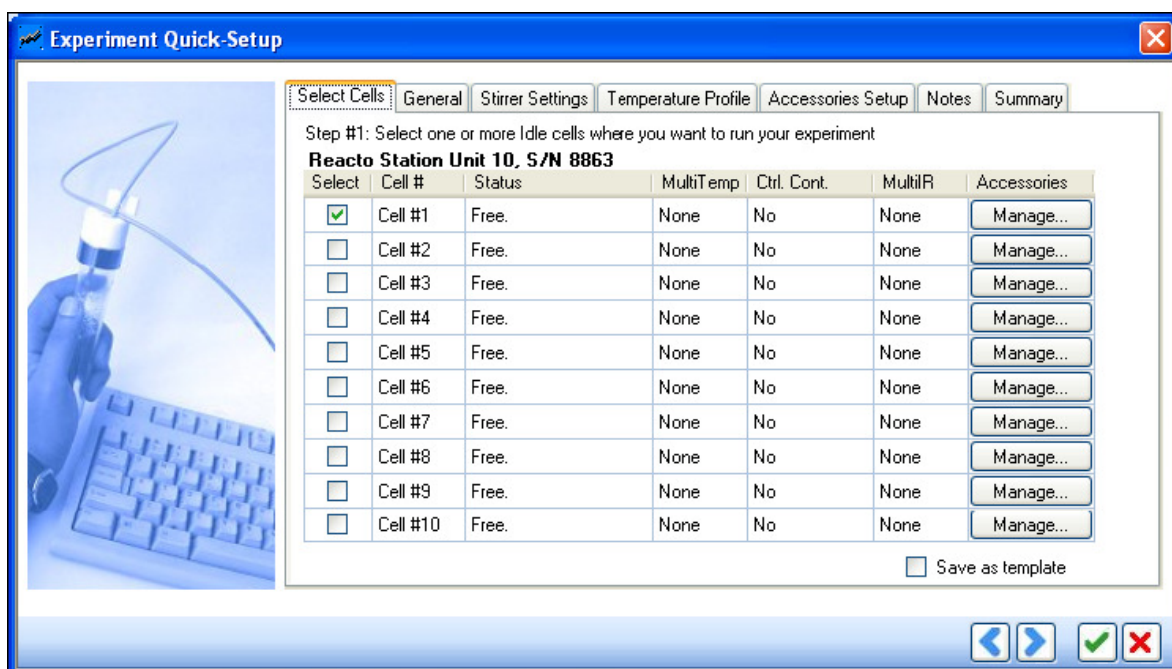 Experiment Quick-Setup
Select Cells General Stirrer Settings Temperature Profile Accessories Setup Notes Summary
Step #1: Select one or more Idle cells where you want to run your experiment
Reacto Station Unit 10, S/N 8863
Select Cell # Status MultiTemp Ctrl. Cont. MultiIR Accessories
Cell #1 Free. None No None Manage...
Cell #2 Free. None No None Manage...
Cell #3 Free. None No None Manage...
Cell #4 Free. None No None Manage...
Cell #5 Free. None No None Manage...
Cell #6 Free. None No None Manage...
Cell #7 Free. None No None Manage...
Cell #8 Free. None No None Manage...
Cell #9 Free. None No None Manage...
Cell #10 Free. None No None Manage...
Save as template